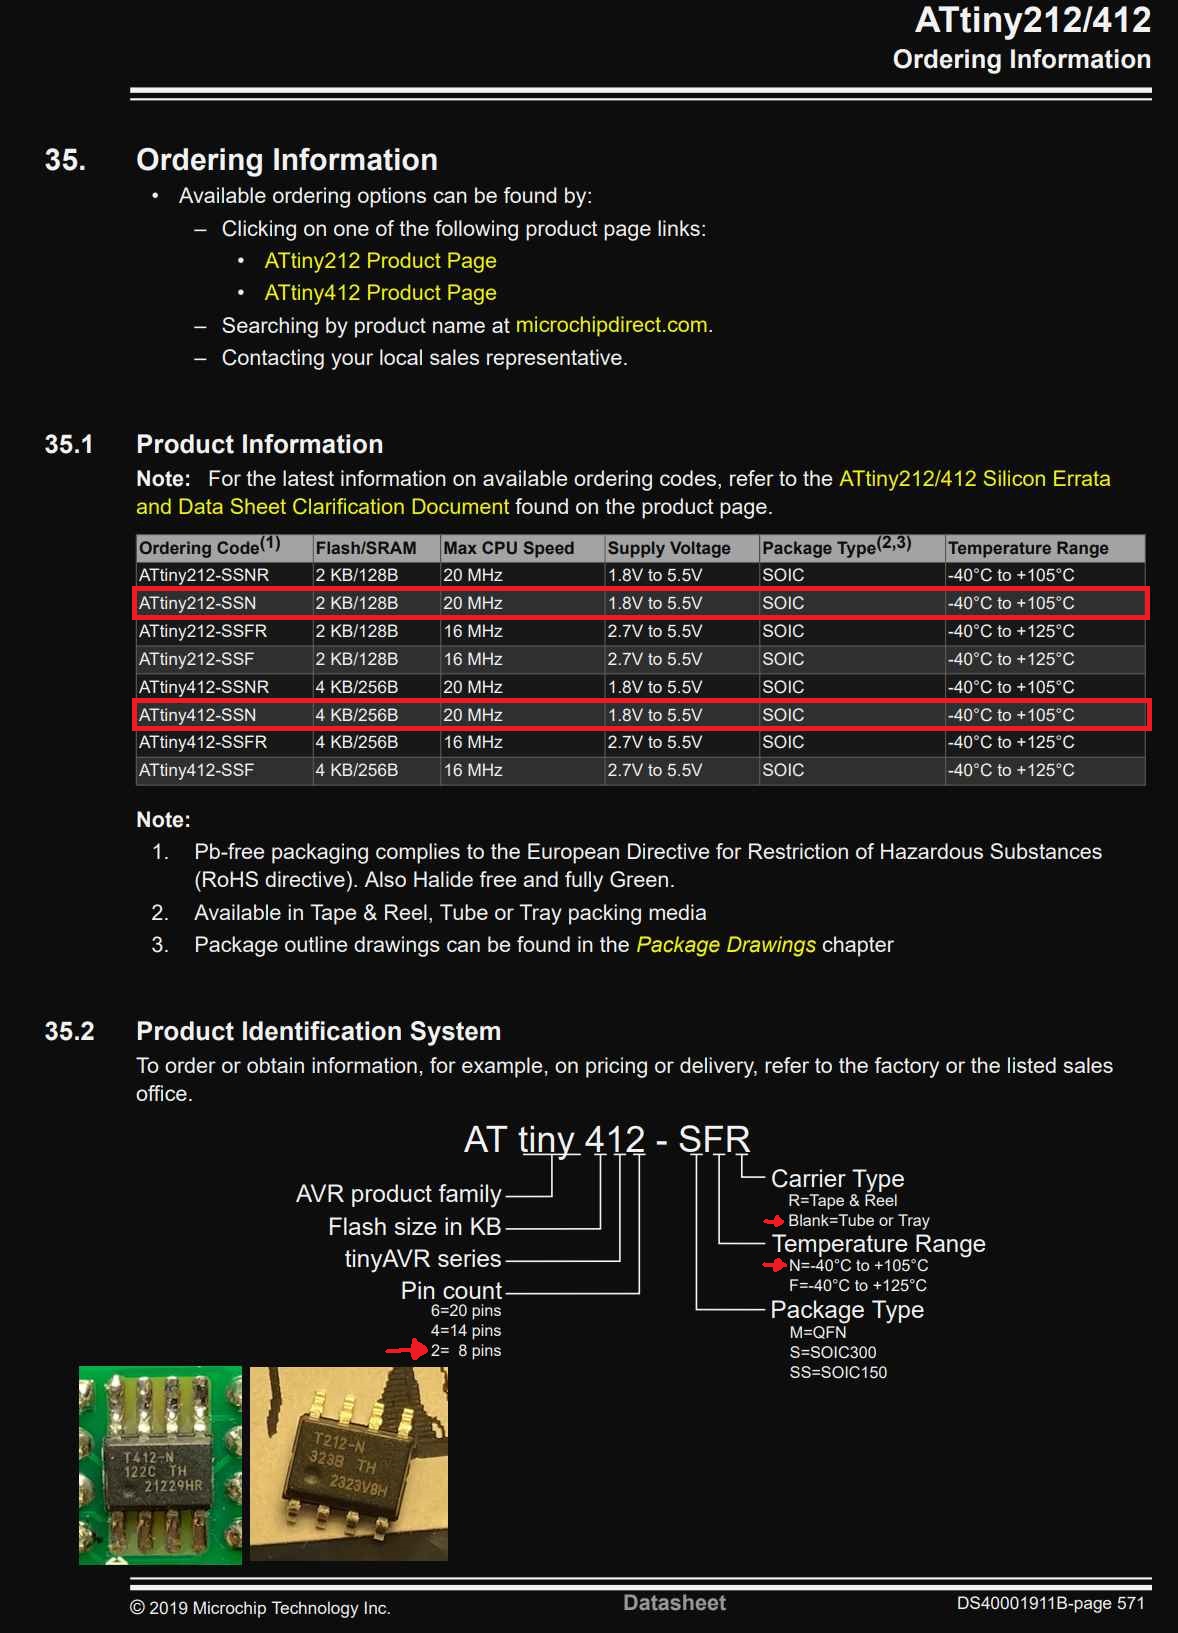 ATtiny212/412
Ordering Information
35. Ordering Information
• Available ordering options can be found by:
– Clicking on one of the following product page links:
• ATtiny212 Product Page
• ATtiny412 Product Page
– Searching by product name at microchipdirect.com.
– Contacting your local sales representative.
35.1 Product Information
Note: For the latest information on available ordering codes, refer to the ATtiny212/412 Silicon Errata
and Data Sheet Clarification Document found on the product page.
Ordering Code(1) Flash/SRAM Max CPU Speed Supply Voltage Package Type(2,3) Temperature Range
ATtiny212-SSNR 2 KB/128B 20 MHz 1.8V to 5.5V SOIC -40°C to +105°C
ATtiny212-SSN 2 KB/128B 20 MHz 1.8V to 5.5V SOIC -40°C to +105°C
ATtiny212-SSFR 2 KB/128B 16 MHz 2.7V to 5.5V SOIC -40°C to +125°C
ATtiny212-SSF 2 KB/128B 16 MHz 2.7V to 5.5V SOIC -40°C to +125°C
ATtiny412-SSNR 4 KB/256B 20 MHz 1.8V to 5.5V SOIC -40°C to +105°C
ATtiny412-SSN 4 KB/256B 20 MHz 1.8V to 5.5V SOIC -40°C to +105°C
ATtiny412-SSFR 4 KB/256B 16 MHz 2.7V to 5.5V SOIC -40°C to +125°C
ATtiny412-SSF 4 KB/256B 16 MHz 2.7V to 5.5V SOIC -40°C to +125°C
Note:
1. Pb-free packaging complies to the European Directive for Restriction of Hazardous Substances
(RoHS directive). Also Halide free and fully Green.
2. Available in Tape & Reel, Tube or Tray packing media
3. Package outline drawings can be found in the Package Drawings chapter
35.2 Product Identification System
To order or obtain information, for example, on pricing or delivery, refer to the factory or the listed sales
office.
AT tiny 412 - SFR
AVR product family
Flash size in KB
tinyAVR series
Pin count
6=20 pins
4=14 pins
2= 8 pins
Carrier Type
R=Tape & Reel
Blank=Tube or Tray
Temperature Range
N=-40°C to +105°C
F=-40°C to +125°C
Package Type
M=QFN
S=SOIC300
SS=SOIC150
T412-N
122C TH
21229HR
T212-N
323B TH
2323V8H
© 2019 Microchip Technology Inc. Datasheet DS40001911B-page 571